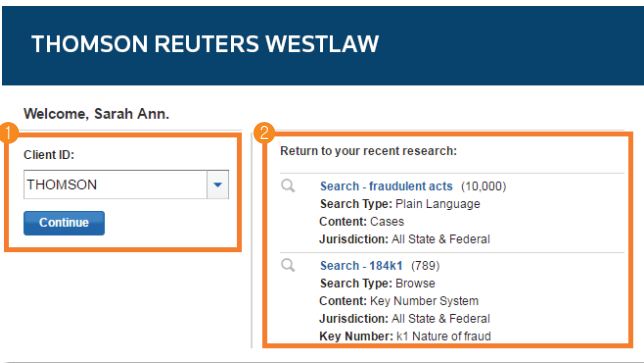 THOMSON REUTERS WESTLAW
Welcome, Sarah Ann.
1
Client ID:
THOMSON
Continue
2
Return to your recent research:
Search - fraudulent acts (10,000)
Search Type: Plain Language
Content: Cases
Jurisdiction: All State & Federal
Search - 184k1 (789)
Search Type: Browse
Content: Key Number System
Jurisdiction: All State & Federal
Key Number: k1 Nature of fraud